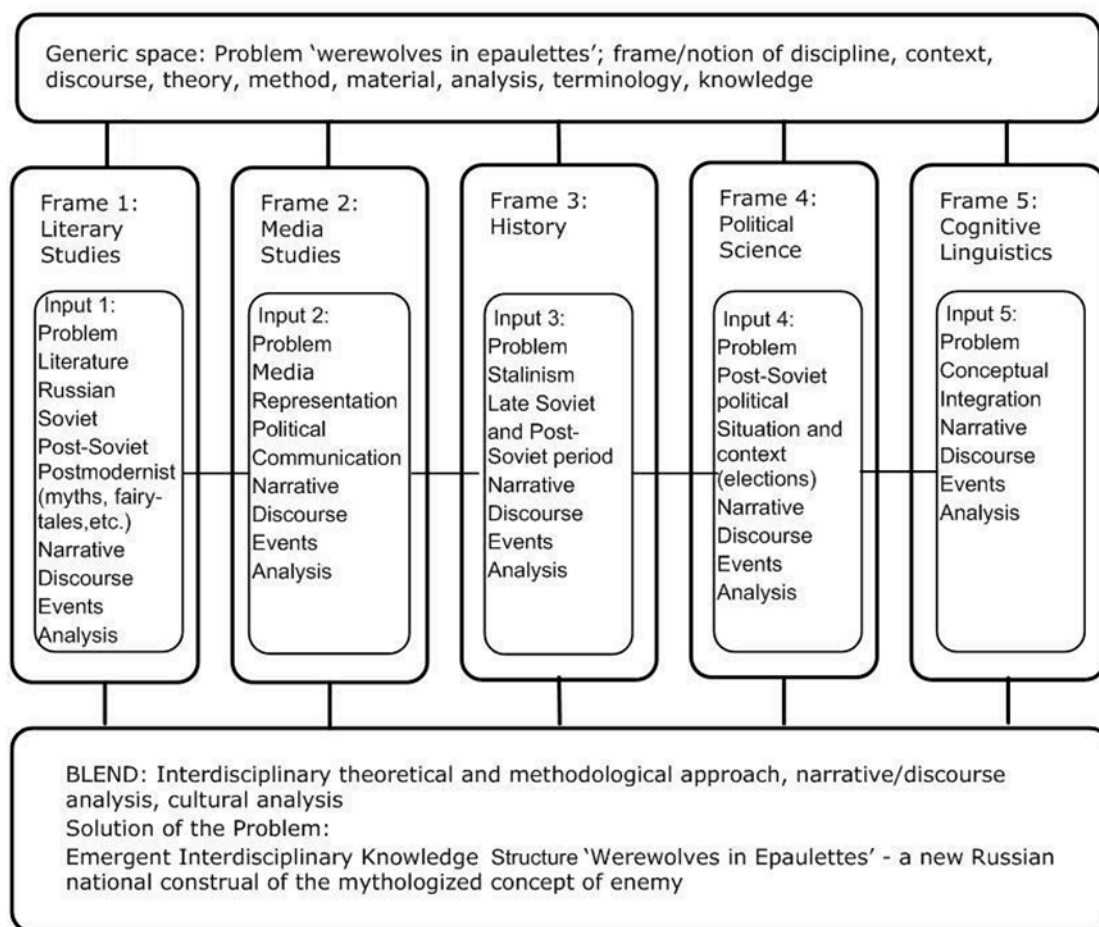 Generic space: Problem ‘werewolves in epaulettes’; frame/notion of discipline, context,
discourse, theory, method, material, analysis, terminology, knowledge
Frame 1:
Literary
Studies
Input 1:
Problem
Literature
Russian
Soviet
Post-Soviet
Postmodernist
(myths, fairy-
tales,etc.)
Narrative
Discourse
Events
Analysis
Frame 2:
Media
Studies
Input 2:
Problem
Media
Representation
Political
Communication
Narrative
Discourse
Events
Analysis
Frame 3:
History
Input 3:
Problem
Stalinism
Late Soviet
and Post-
Soviet period
Narrative
Discourse
Events
Analysis
Frame 4:
Political
Science
Input 4:
Problem
Post-Soviet
political
Situation and
context
(elections)
Narrative
Discourse
Events
Analysis
Frame 5:
Cognitive
Linguistics
Input 5:
Problem
Conceptual
Integration
Narrative
Discourse
Events
Analysis
BLEND: Interdisciplinary theoretical and methodological approach, narrative/discourse
analysis, cultural analysis
Solution of the Problem:
Emergent Interdisciplinary Knowledge Structure ‘Werewolves in Epaulettes’ - a new Russian
national construal of the mythologized concept of enemy